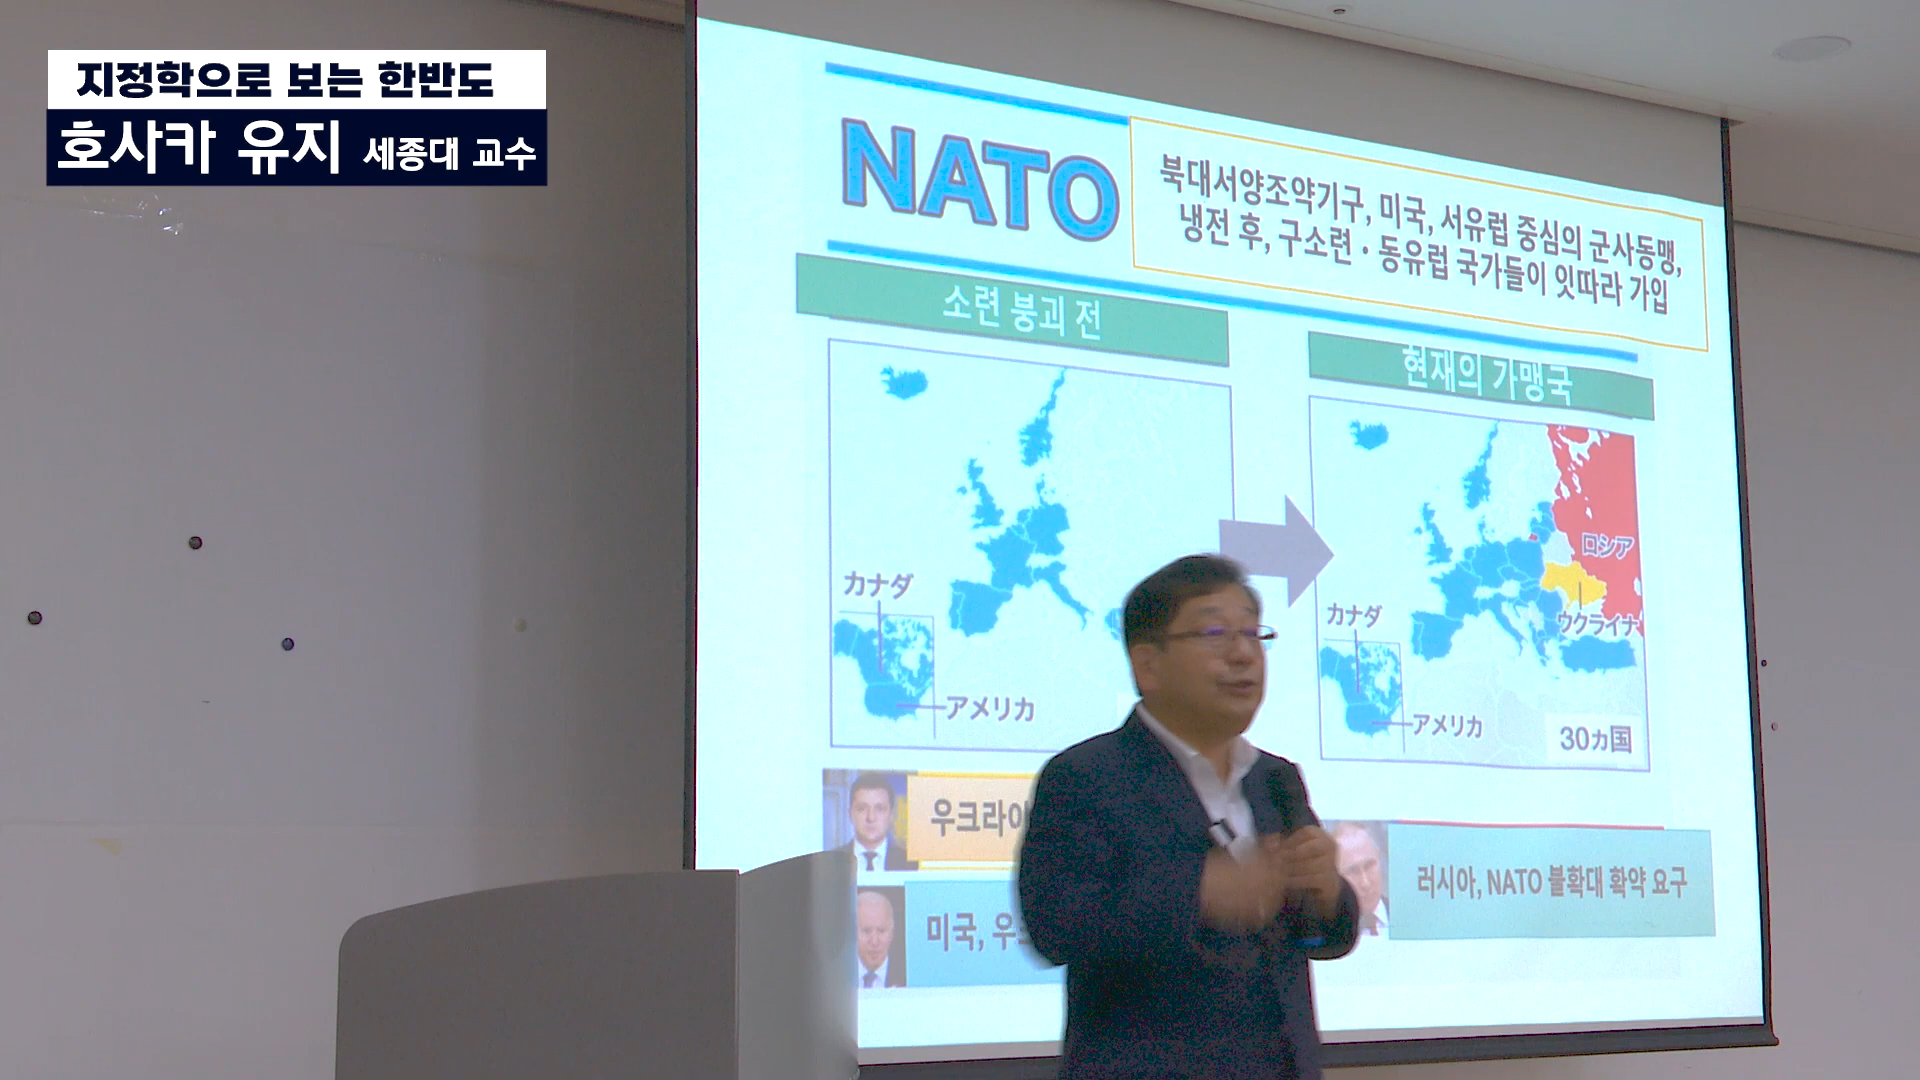 지정학으로 보는 한반도
호사카 유지 세종대 교수
NATO
북대서양조약기구, 미국, 서유럽 중심의 군사동맹,
냉전 후, 구소련·동유럽 국가들이 잇따라 가입
소련 붕괴 전
현재의 가맹국
カナダ
アメリカ
ロシア
ウクライナ
カナダ
アメリカ
30カ国
우크라이
미국, 우
러시아, NATO 불확대 확약 요구